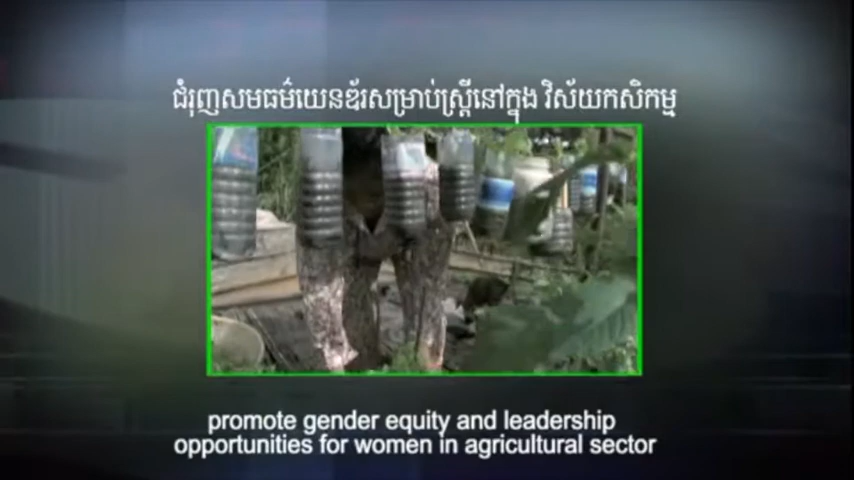 ជំរុញសមធម៌យេនឌ័រសម្រាប់ស្ត្រីនៅក្នុង វិស័យកសិកម្ម
promote gender equity and leadership
opportunities for women in agricultural sector